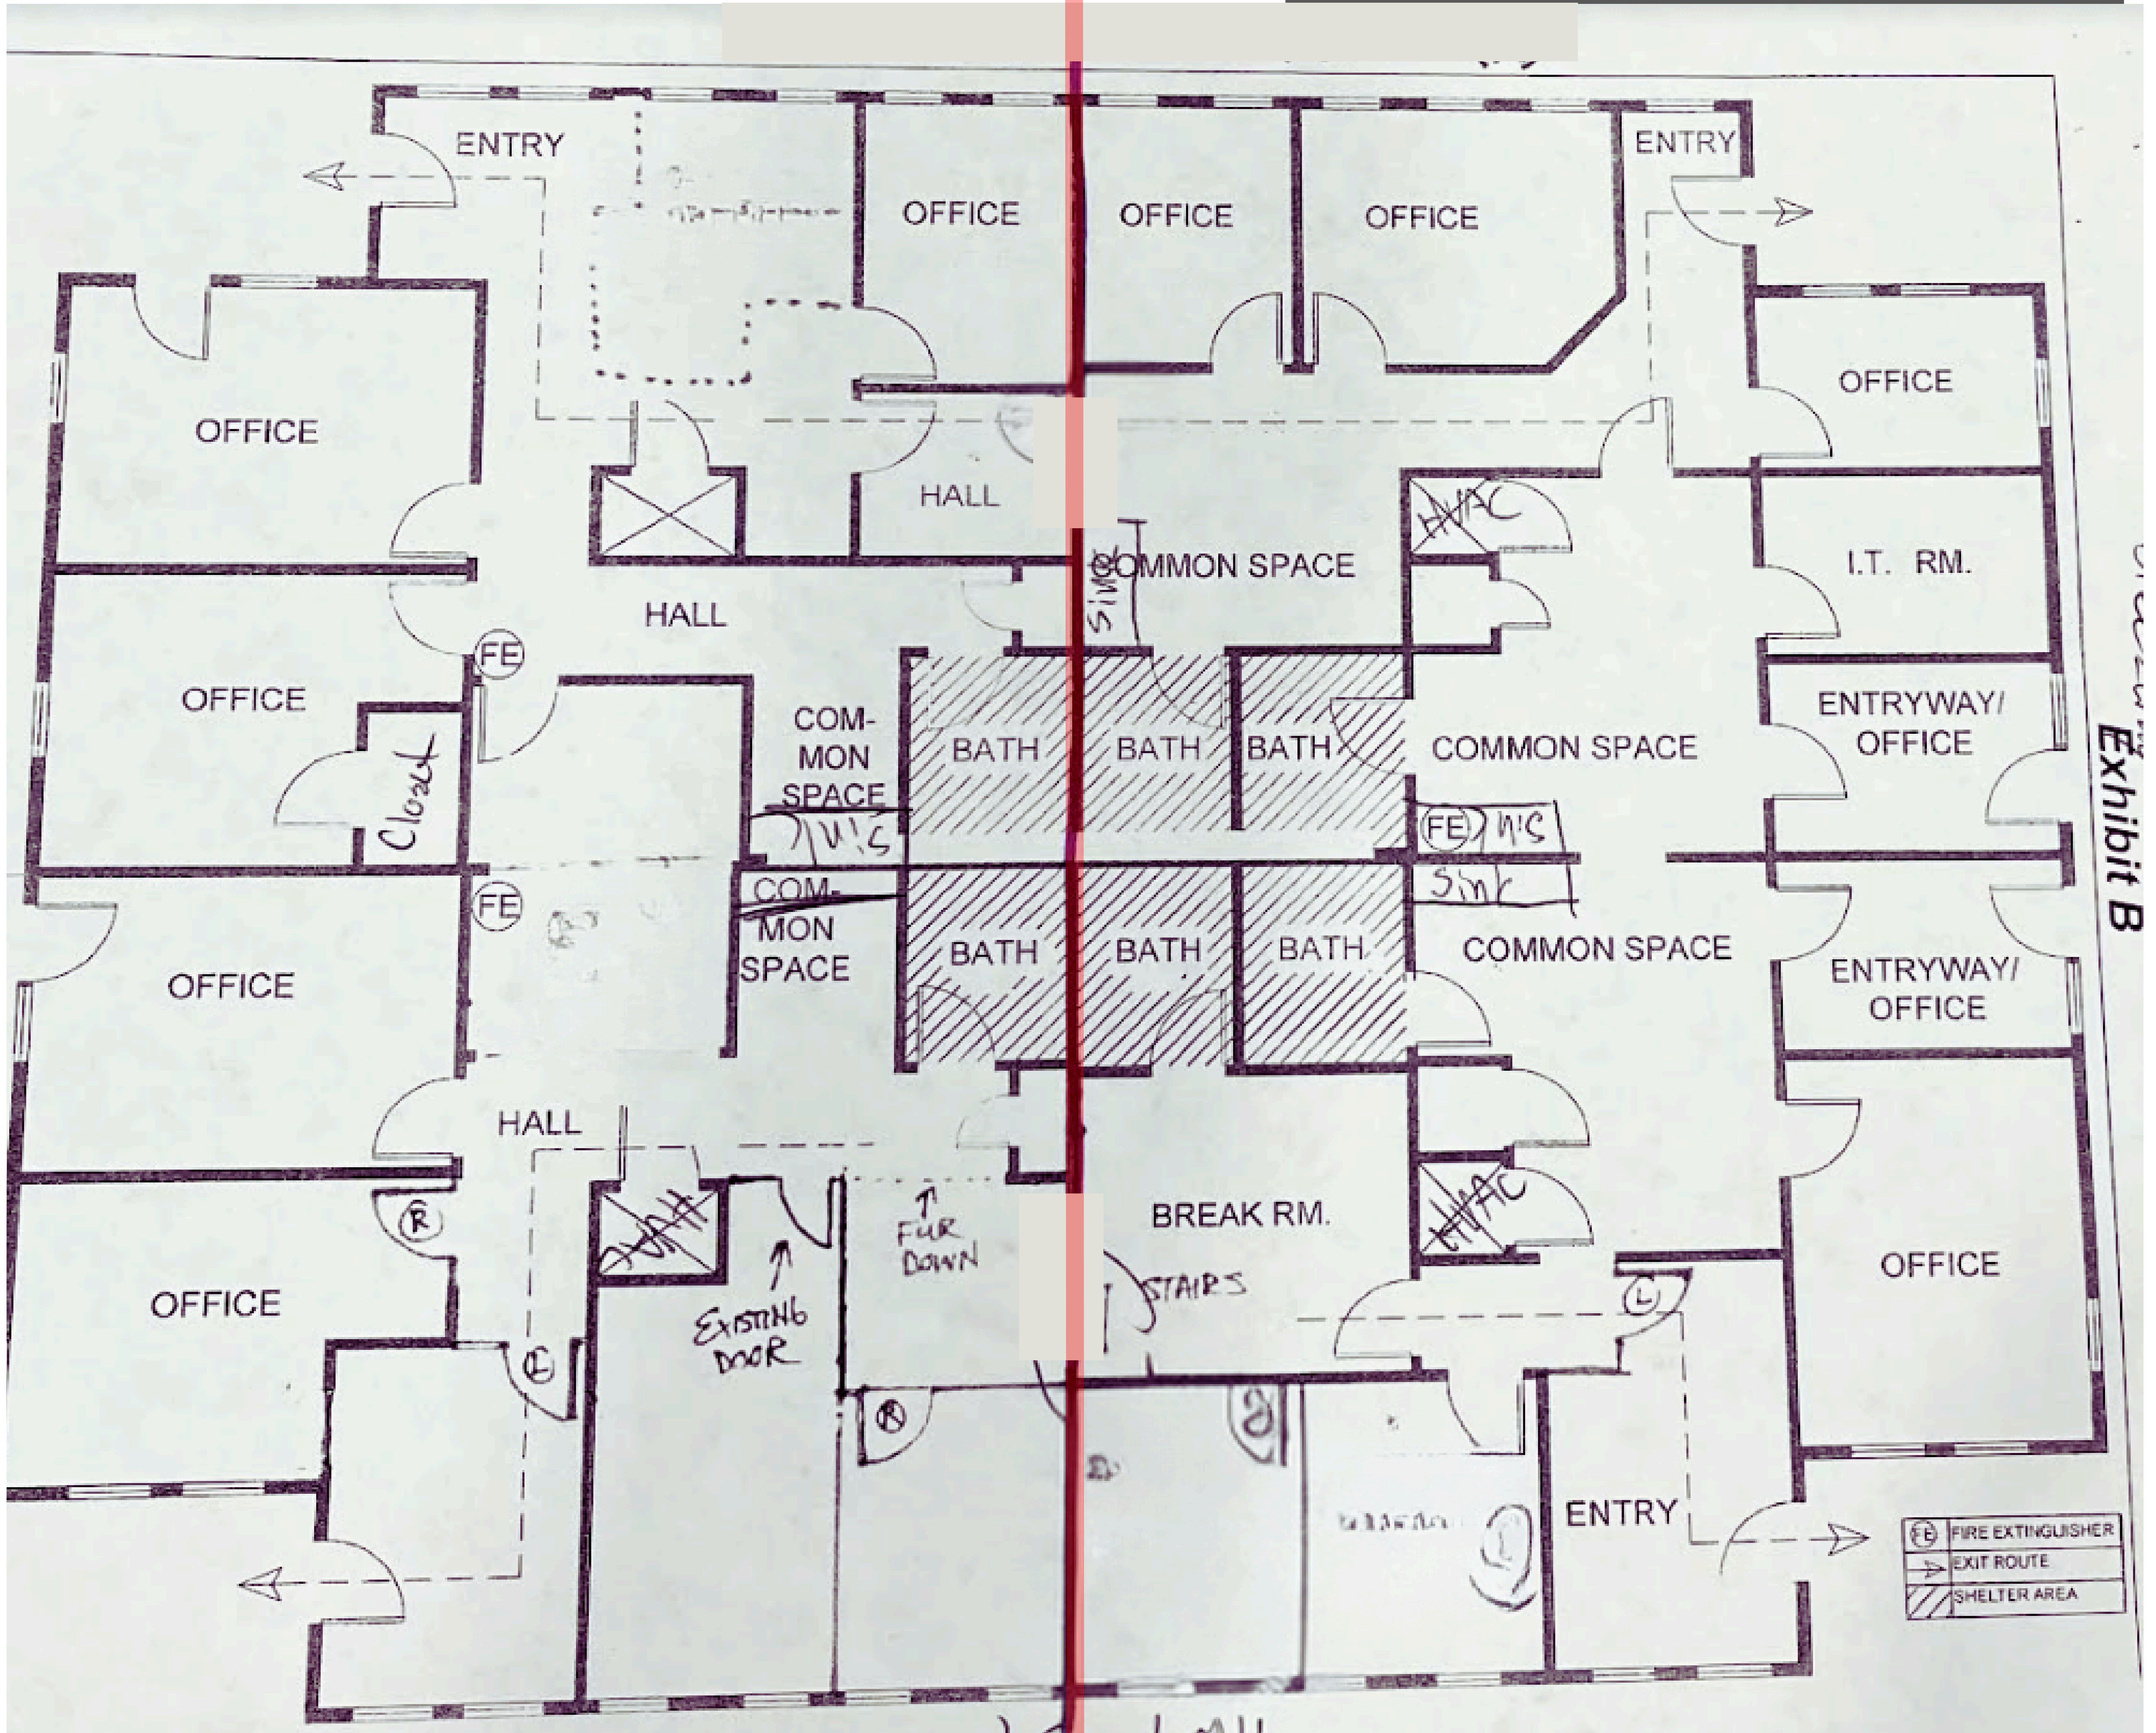 ENTRY
ENTRY
OFFICE
OFFICE
OFFICE
OFFICE
OFFICE
HALL
HVAC
COMMON SPACE
Sink
I.T. RM.
HALL
FE
OFFICE
Closet
COM-
MON
SPACE
BATH
BATH
BATH
COMMON SPACE
ENTRYWAY/
OFFICE
FE
Exhibit B
FE
COM-
MON
SPACE
Sink
OFFICE
BATH
BATH
BATH
COMMON SPACE
ENTRYWAY/
OFFICE
HALL
R
FUR
DOWN
BREAK RM.
HVAC
OFFICE
STAIRS
L
OFFICE
EXISTING
DOOR
L
R
ENTRY
FE FIRE EXTINGUISHER
EXIT ROUTE
SHELTER AREA